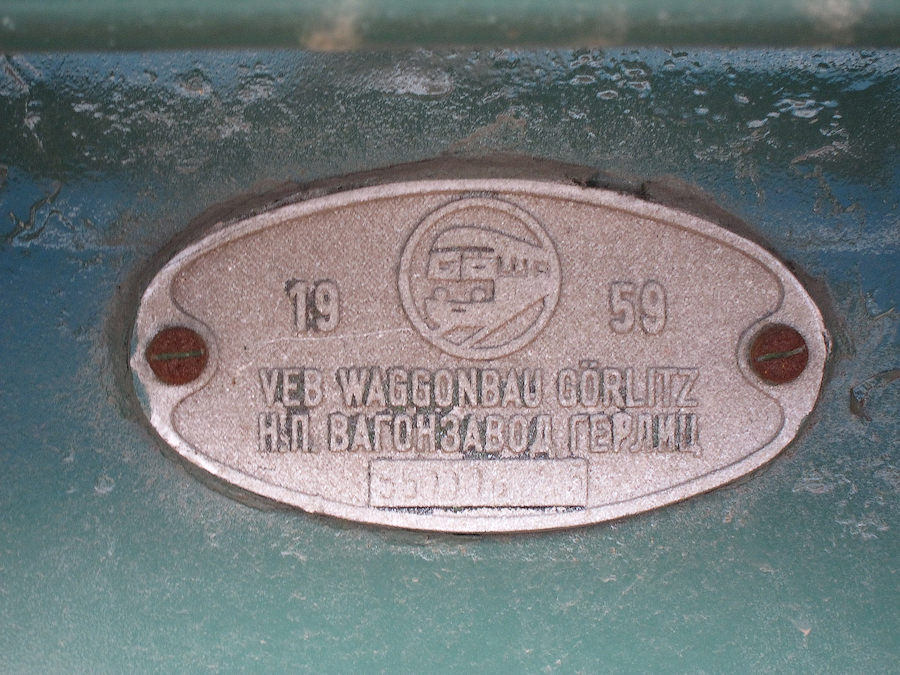 19 59
VEB WAGGONBAU GÖRLITZ
Н.П. ВАГОНЗАВОД ГЕРЛИЦ